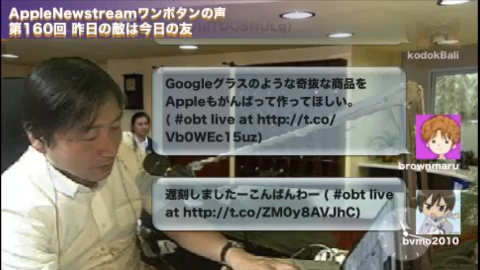 AppleNewstreamワンボタンの声
第160回 昨日の敵は今日の友
kodokBali
Googleグラスのような奇抜な商品を
Appleもがんばって作ってほしい。
( #obt live at http://t.co/
Vb0WEc15uz)
brownmaru
遅刻しましたーこんばんわー ( #obt live
at http://t.co/ZM0y8AVJhC)
bvmo2010